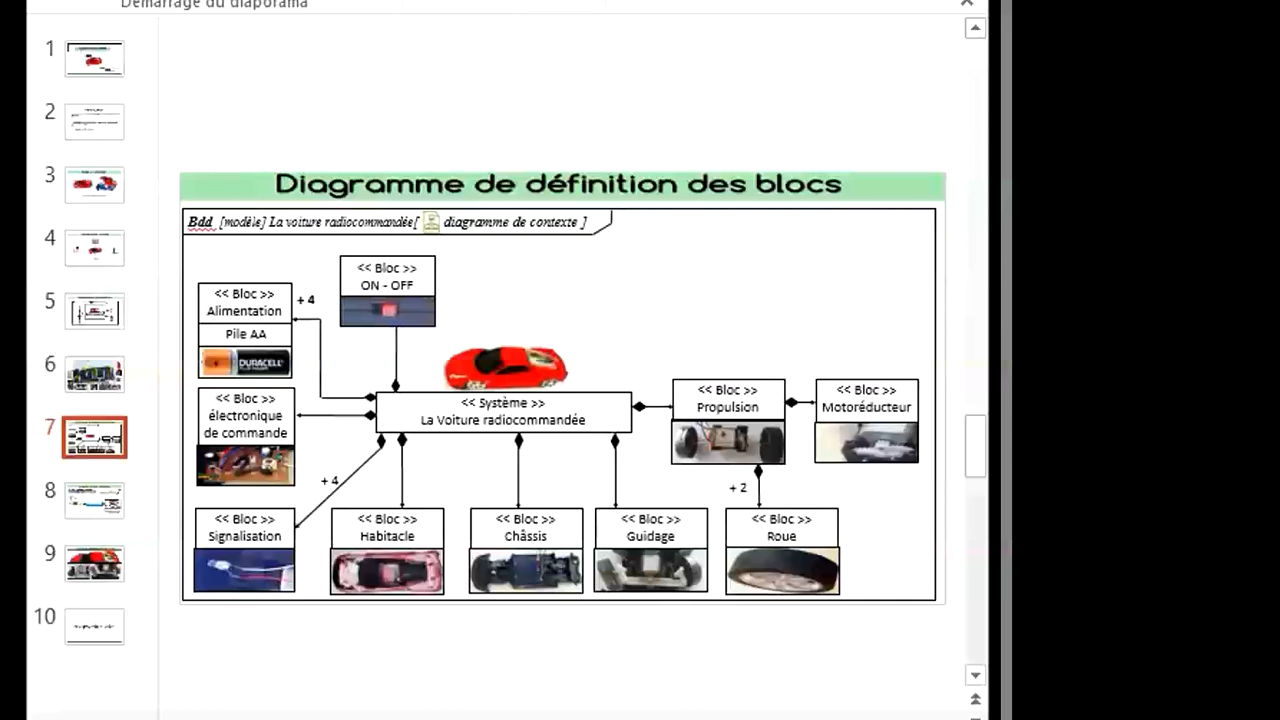 Démarrage du diaporama
1
2
3
4
5
6
7
8
9
10
Diagramme de définition des blocs
Bdd [modèle] La voiture radiocommandée[ diagramme de contexte ]
<< Bloc >>
ON - OFF
<< Bloc >>
Alimentation
Pile AA
DURACELL
+ 4
<< Bloc >>
électronique
de commande
<< Système >>
La Voiture radiocommandée
<< Bloc >>
Propulsion
<< Bloc >>
Motoréducteur
+ 4
+ 2
<< Bloc >>
Signalisation
<< Bloc >>
Habitacle
<< Bloc >>
Châssis
<< Bloc >>
Guidage
<< Bloc >>
Roue